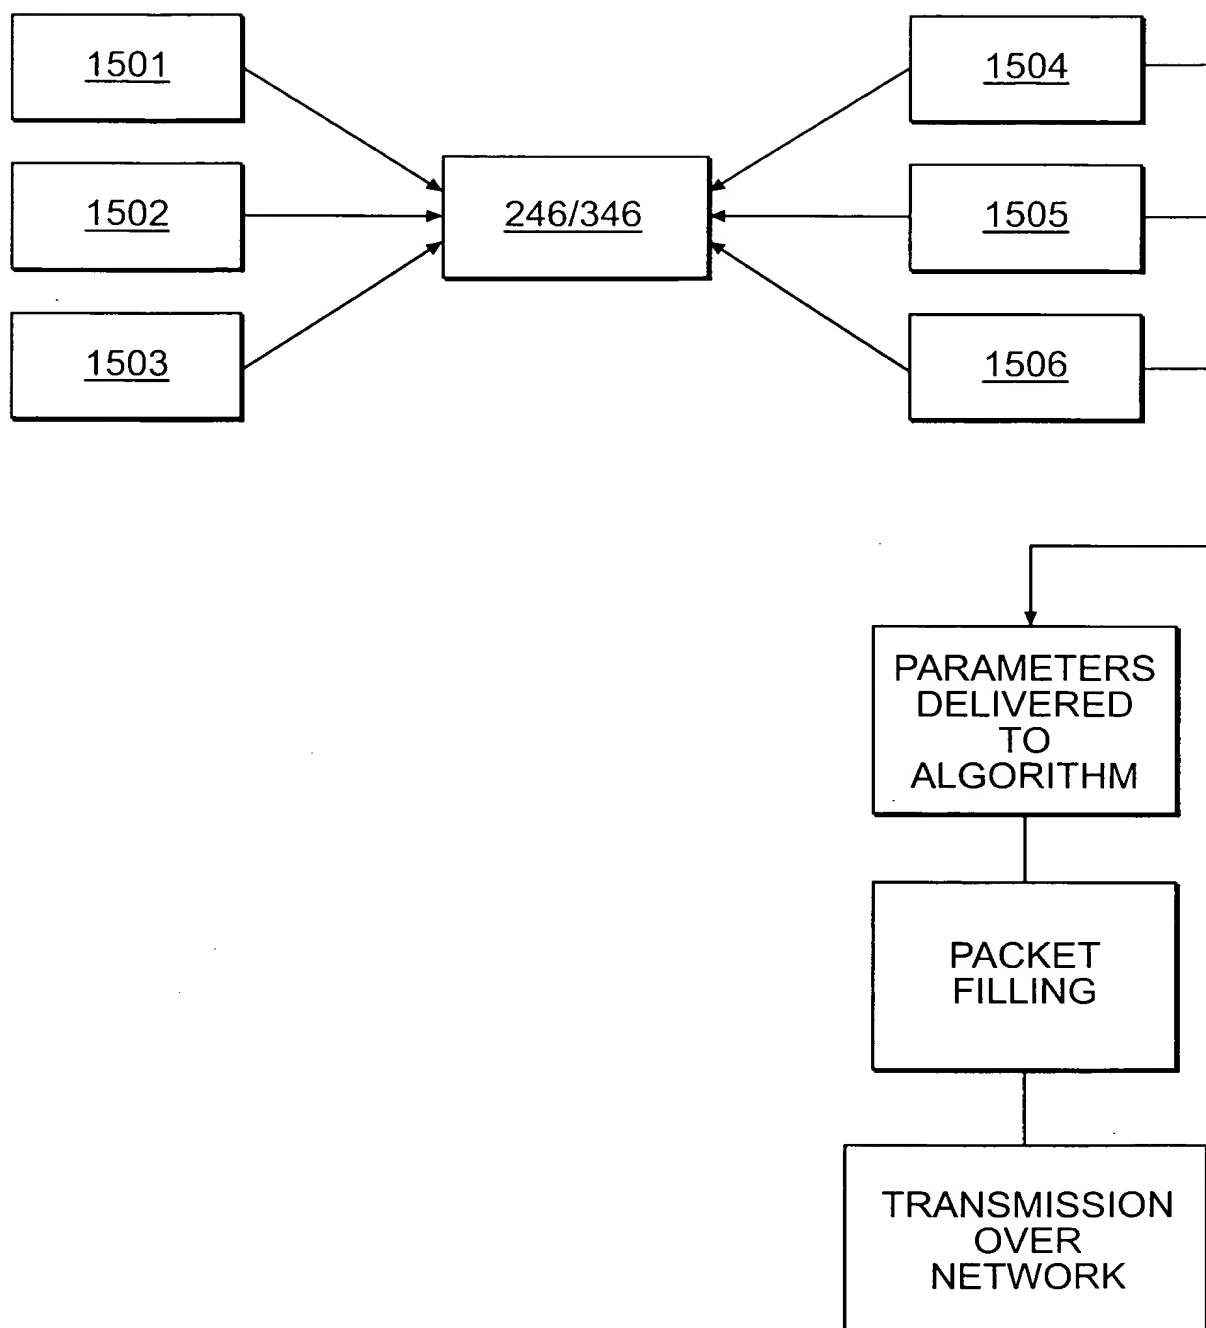 1501
1504
1502
246/346
1505
1503
1506
PARAMETERS
DELIVERED
TO
ALGORITHM
PACKET
FILLING
TRANSMISSION
OVER
NETWORK